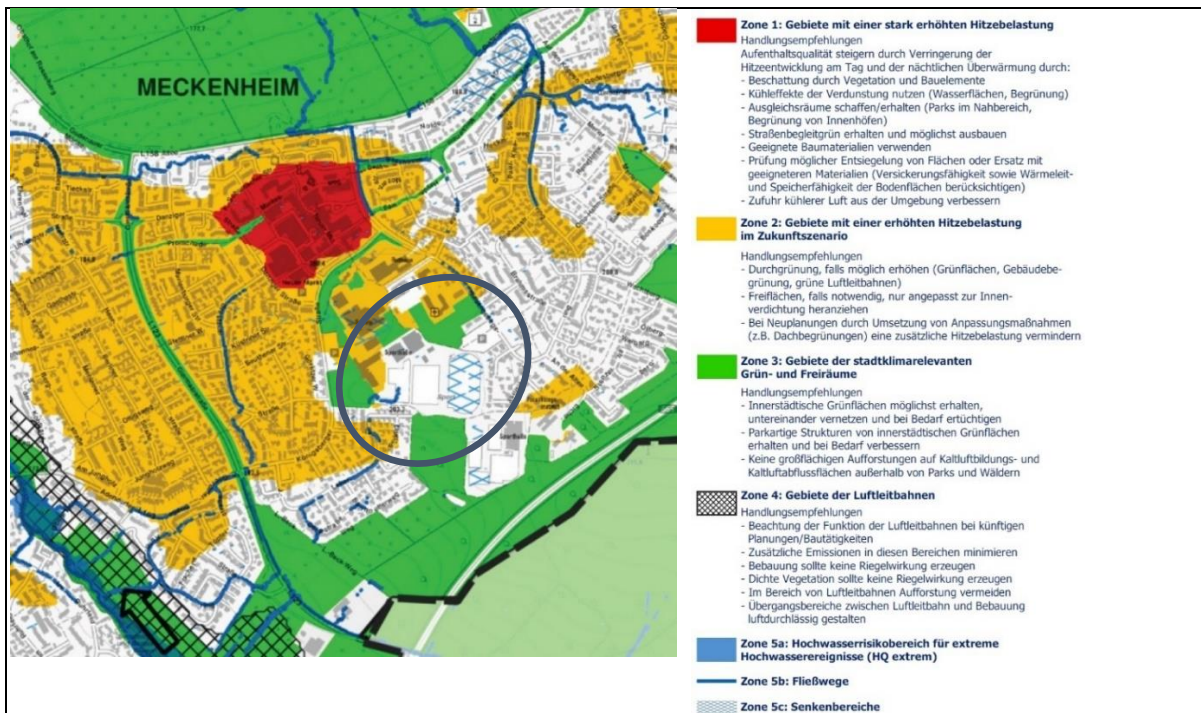 MECKENHEIM
Zone 1: Gebiete mit einer stark erhöhten Hitzebelastung
Handlungsempfehlungen
Aufenthaltsqualität steigern durch Verringerung der
Hitzeentwicklung am Tag und der nächtlichen Überwärmung durch:
- Beschattung durch Vegetation und Bauelemente
- Kühleffekte der Verdunstung nutzen (Wasserflächen, Begrünung)
- Ausgleichsräume schaffen/erhalten (Parks im Nahbereich,
Begrünung von Innenhöfen)
- Straßenbegleitgrün erhalten und möglichst ausbauen
- Geeignete Baumaterialien verwenden
- Prüfung möglicher Entsiegelung von Flächen oder Ersatz mit
geeigneteren Materialien (Versickerungsfähigkeit sowie Wärmeleit-
und Speicherfähigkeit der Bodenflächen berücksichtigen)
- Zufuhr kühlerer Luft aus der Umgebung verbessern
Zone 2: Gebiete mit einer erhöhten Hitzebelastung
im Zukunftszenario
Handlungsempfehlungen
- Durchgrünung, falls möglich erhöhen (Grünflächen, Gebäudebe-
grünung, grüne Luftleitbahnen)
- Freiflächen, falls notwendig, nur angepasst zur Innen-
verdichtung heranziehen
- Bei Neuplanungen durch Umsetzung von Anpassungsmaßnahmen
(z.B. Dachbegrünungen) eine zusätzliche Hitzebelastung vermindern
Zone 3: Gebiete der stadtklimarelevanten
Grün- und Freiräume
Handlungsempfehlungen
- Innerstädtische Grünflächen möglichst erhalten,
untereinander vernetzen und bei Bedarf ertüchtigen
- Parkartige Strukturen von innerstädtischen Grünflächen
erhalten und bei Bedarf verbessern
- Keine großflächigen Aufforstungen auf Kaltluftbildungs- und
Kaltluftabflussflächen außerhalb von Parks und Wäldern
Zone 4: Gebiete der Luftleitbahnen
Handlungsempfehlungen
- Beachtung der Funktion der Luftleitbahnen bei künftigen
Planungen/Bautätigkeiten
- Zusätzliche Emissionen in diesen Bereichen minimieren
- Bebauung sollte keine Riegelwirkung erzeugen
- Dichte Vegetation sollte keine Riegelwirkung erzeugen
- Im Bereich von Luftleitbahnen Aufforstung vermeiden
- Übergangsbereiche zwischen Luftleitbahn und Bebauung
luftdurchlässig gestalten
Zone 5a: Hochwasserrisikobereich für extreme
Hochwasserereignisse (HQ extrem)
Zone 5b: Fließwege
Zone 5c: Senkenbereiche